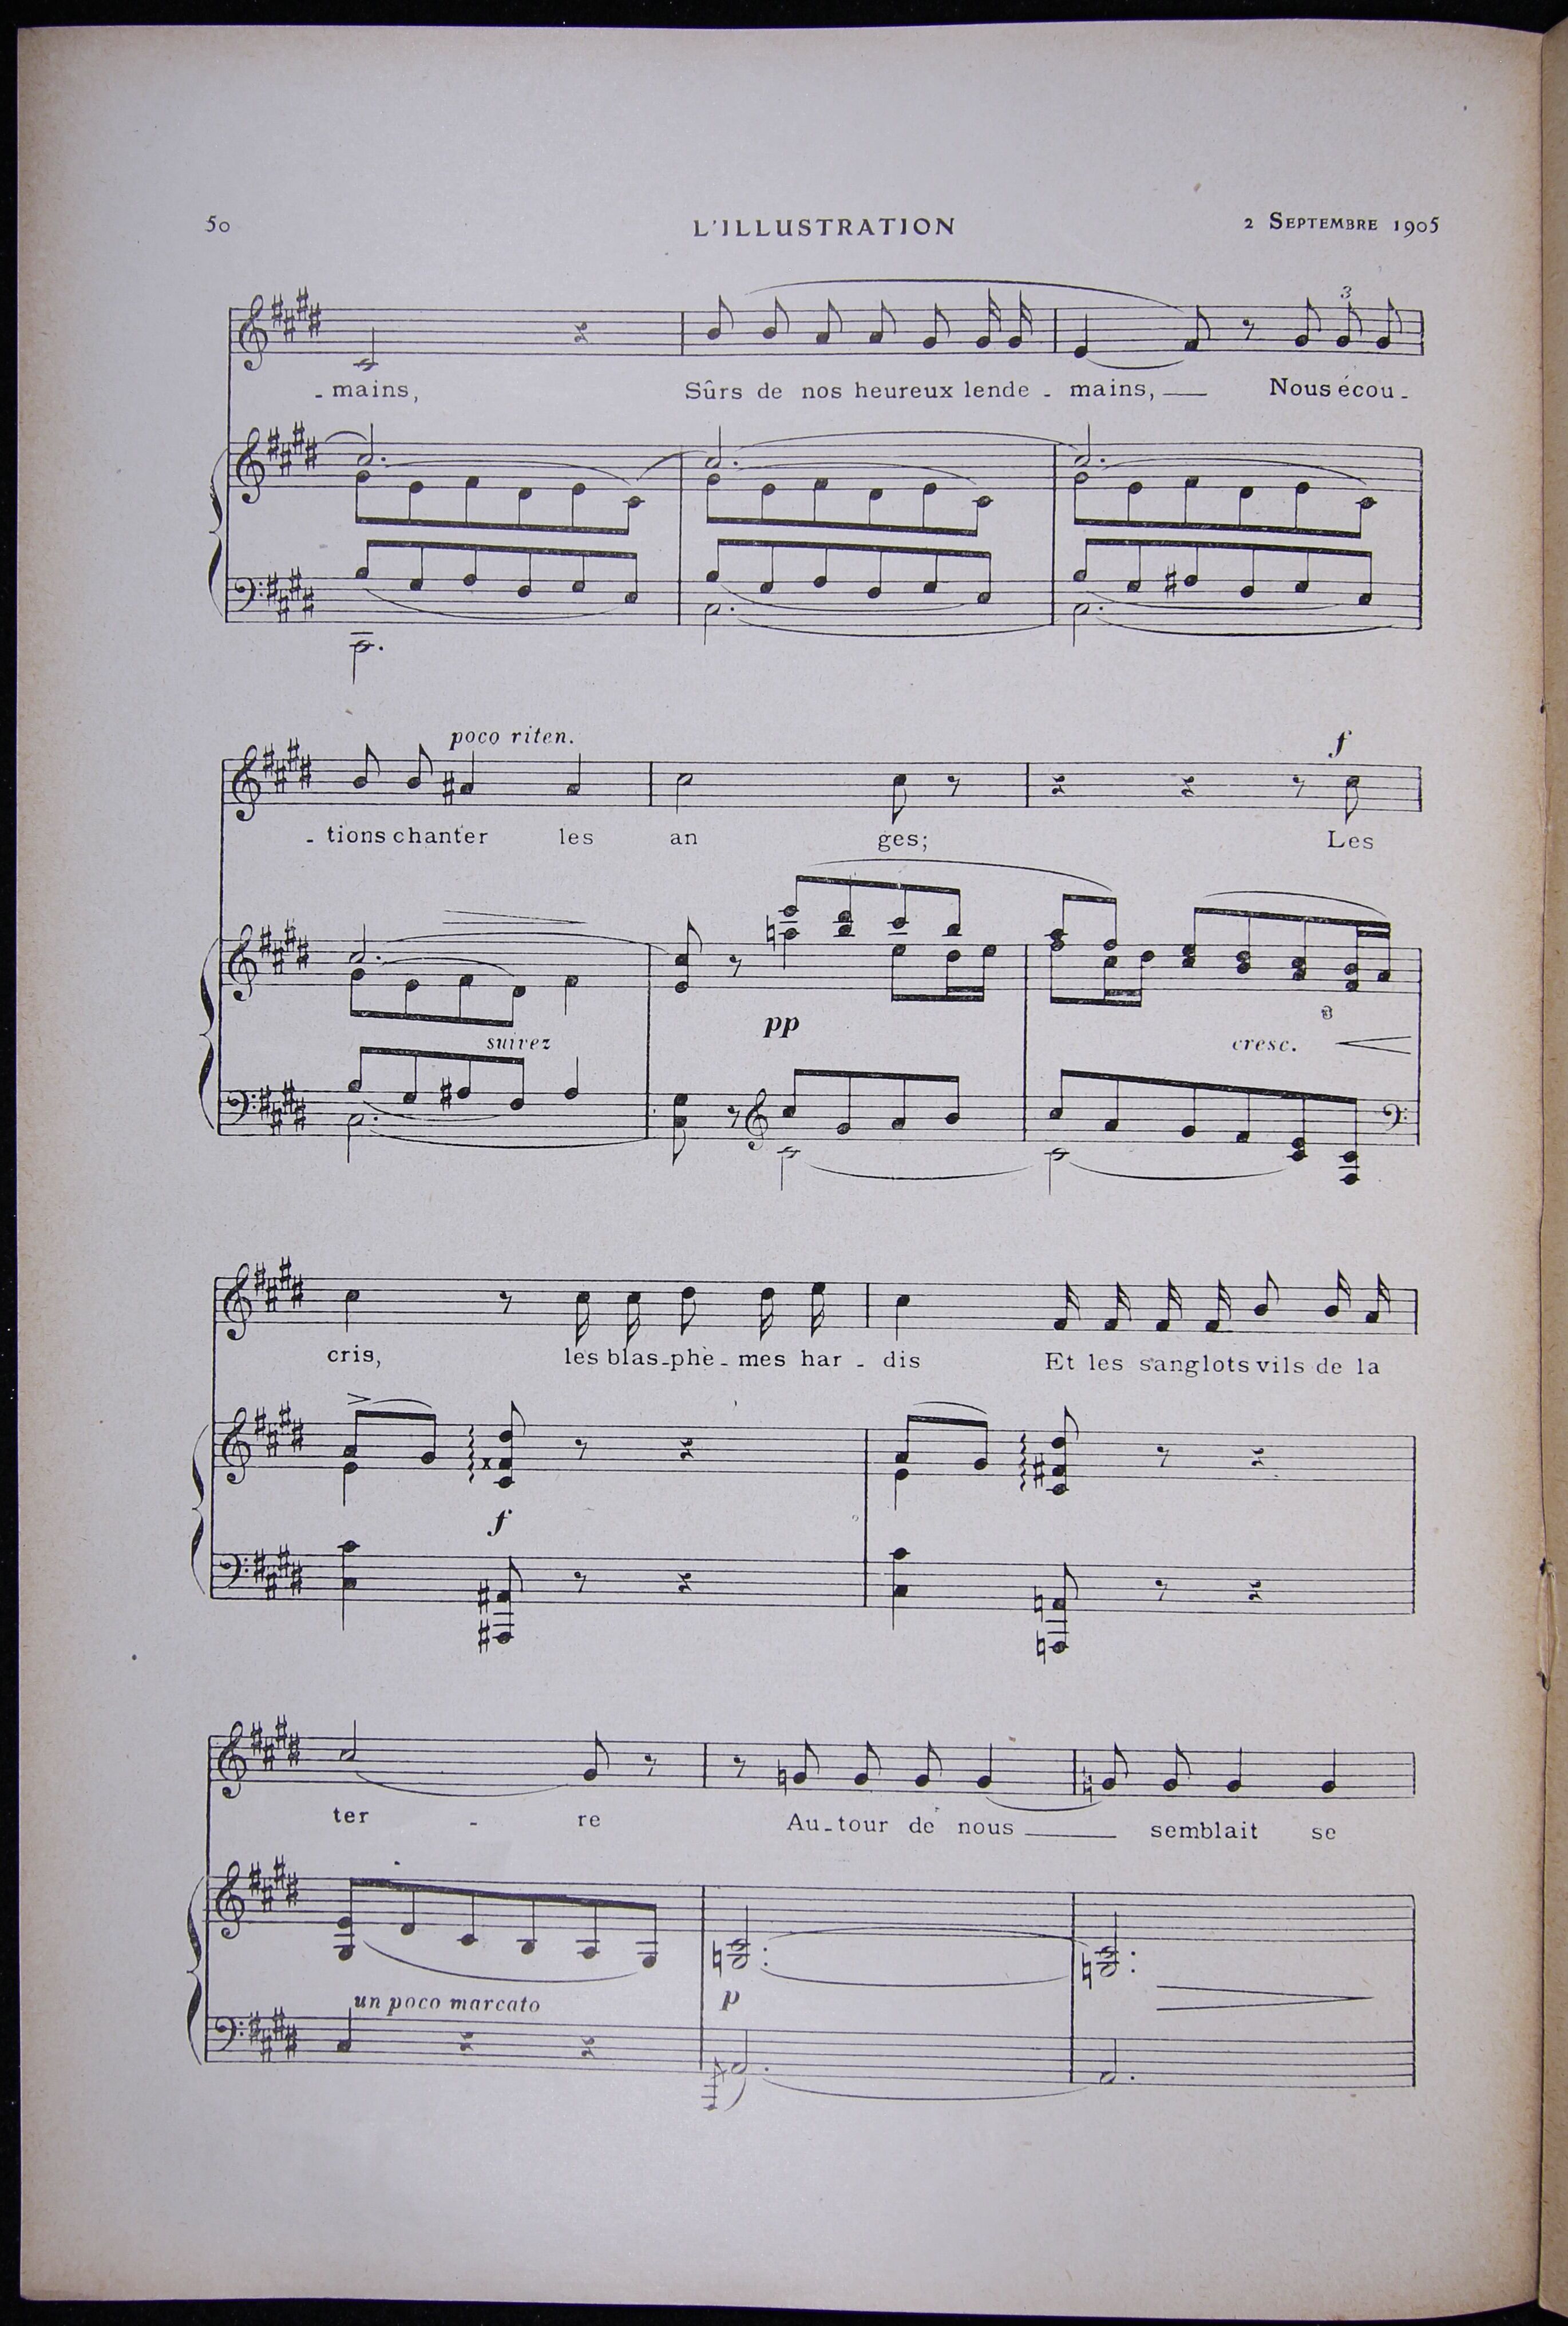 50 L'ILLUSTRATION 2 SEPTEMBRE 1905
3
- mains, Sûrs de nos heureux lende - mains, Nous écou -
poco riten. f
- tions chanter les an ges; Les
suivez pp cresc.
3
cris, les blas-phè-mes har - dis Et les sanglots vils de la
f
ter - re Au-tour de nous semblait se
un poco marcato p